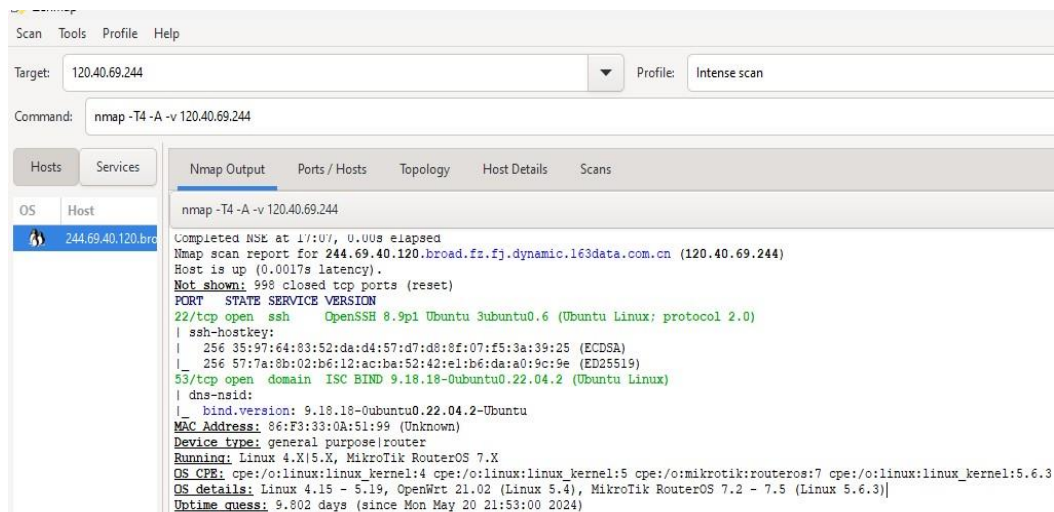 Scan Tools Profile Help
Target: 120.40.69.244 Profile: Intense scan
Command: nmap -T4 -A -v 120.40.69.244
Hosts Services Nmap Output Ports / Hosts Topology Host Details Scans
OS Host nmap -T4 -A -v 120.40.69.244
244.69.40.120.bro
Completed NSE at 17:07, 0.00s elapsed
Nmap scan report for 244.69.40.120.broad.fz.fj.dynamic.163data.com.cn (120.40.69.244)
Host is up (0.0017s latency).
Not shown: 998 closed tcp ports (reset)
PORT STATE SERVICE VERSION
22/tcp open ssh OpenSSH 8.9p1 Ubuntu 3ubuntu0.6 (Ubuntu Linux; protocol 2.0)
| ssh-hostkey:
| 256 35:97:64:83:52:da:d4:57:d7:d8:8f:07:f5:3a:39:25 (ECDSA)
|_ 256 57:7a:8b:02:b6:12:ac:ba:52:42:e1:b6:da:a0:9c:9e (ED25519)
53/tcp open domain ISC BIND 9.18.18-0ubuntu0.22.04.2 (Ubuntu Linux)
| dns-nsid:
|_ bind.version: 9.18.18-0ubuntu0.22.04.2-Ubuntu
MAC Address: 86:F3:33:0A:51:99 (Unknown)
Device type: general purpose|router
Running: Linux 4.X|5.X, MikroTik RouterOS 7.X
OS CPE: cpe:/o:linux:linux_kernel:4 cpe:/o:linux:linux_kernel:5 cpe:/o:mikrotik:routeros:7 cpe:/o:linux:linux_kernel:5.6.3
OS details: Linux 4.15 - 5.19, OpenWrt 21.02 (Linux 5.4), MikroTik RouterOS 7.2 - 7.5 (Linux 5.6.3)
Uptime guess: 9.802 days (since Mon May 20 21:53:00 2024)